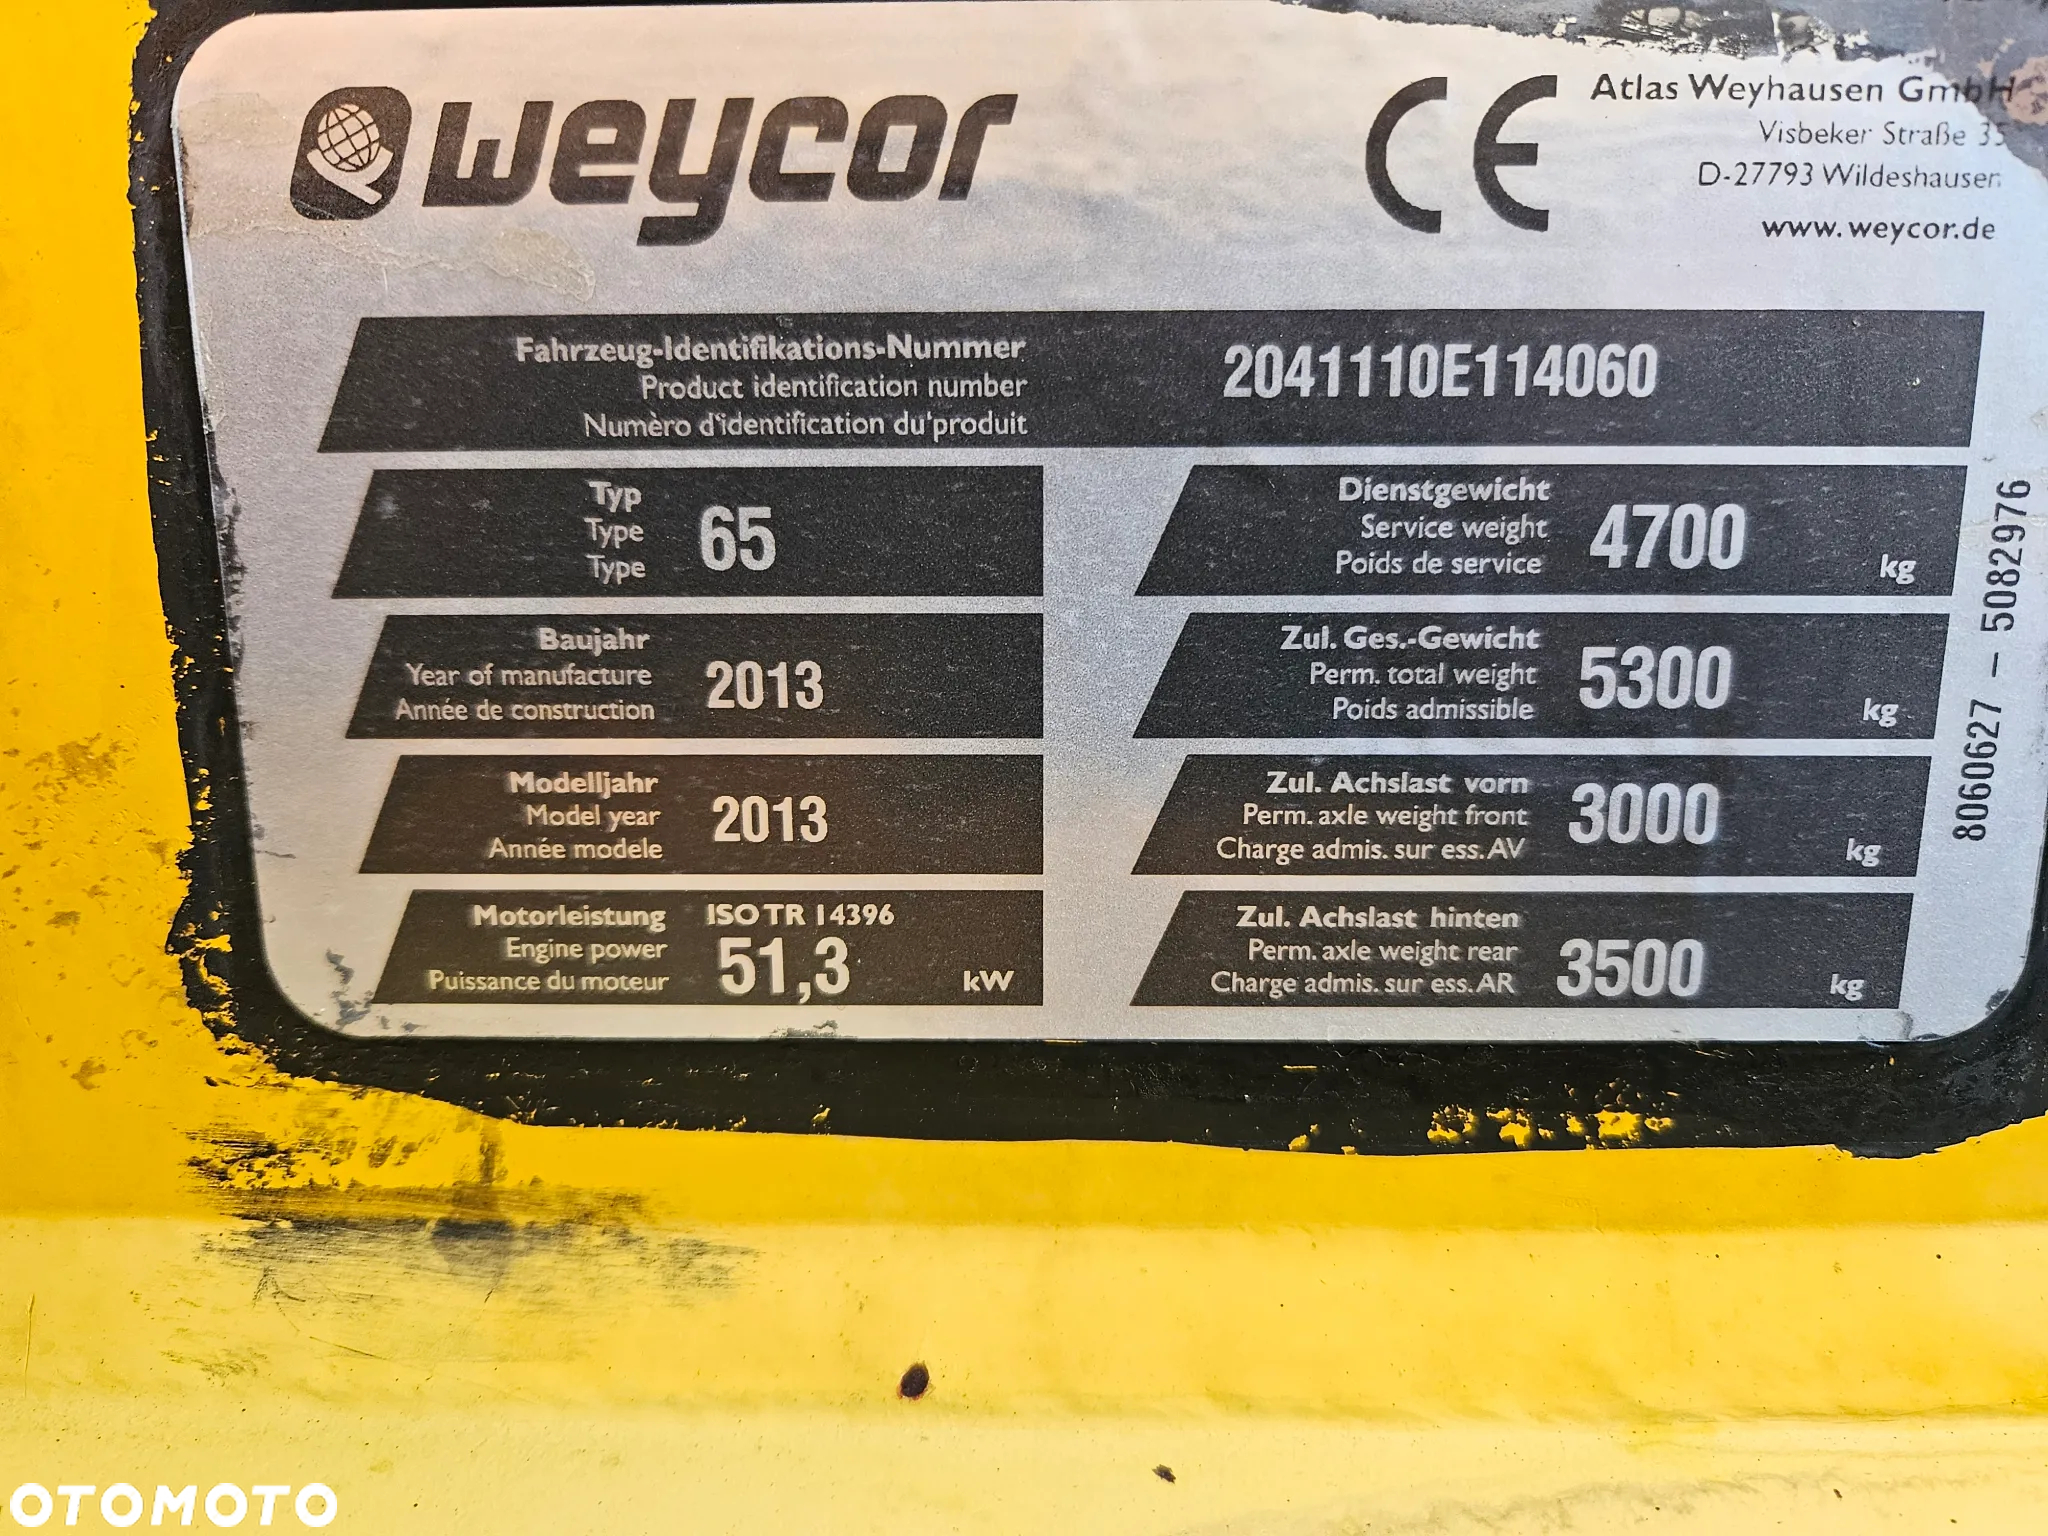 weycor
CE
Atlas Weyhausen GmbH
Visbeker Straße 35
D-27793 Wildeshausen
www.weycor.de
Fahrzeug-Identifikations-Nummer
Product identification number
Numèro d'identification du'produit
2041110E114060
Typ
Type
Type
65
Dienstgewicht
Service weight
Poids de service
4700
kg
Baujahr
Year of manufacture
Année de construction
2013
Zul. Ges.-Gewicht
Perm. total weight
Poids admissible
5300
kg
Modelljahr
Model year
Année modele
2013
Zul. Achslast vorn
Perm. axle weight front
Charge admis. sur ess. AV
3000
kg
Motorleistung
Engine power
Puissance du moteur
ISO TR 14396
51,3
kW
Zul. Achslast hinten
Perm. axle weight rear
Charge admis. sur ess. AR
3500
kg
8060627 – 5082976
OTOMOTO